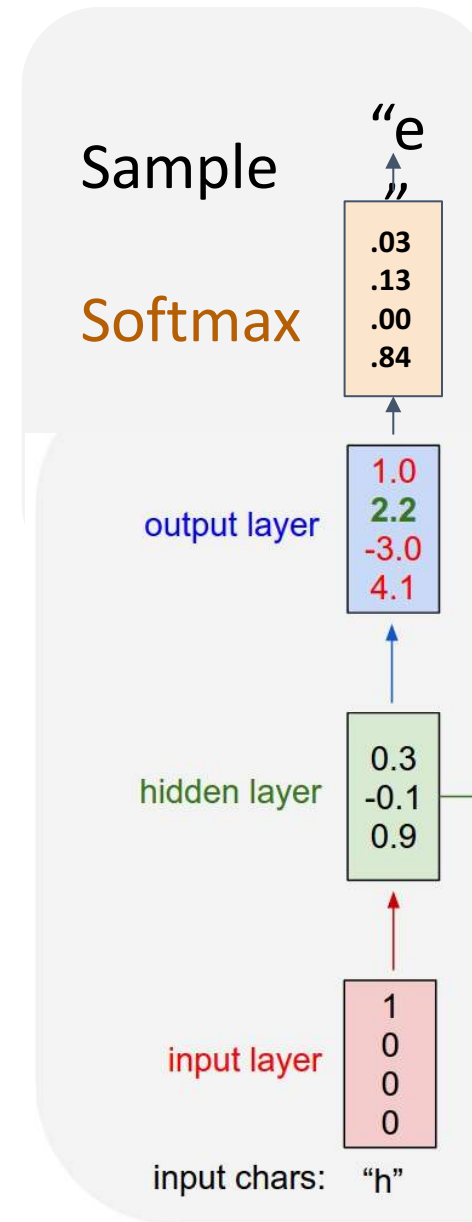 “e
Sample
”
.03
.13
.00
.84
Softmax
1.0
2.2
-3.0
4.1
output layer
0.3
-0.1
0.9
hidden layer
1
0
0
0
input layer
input chars: “h”